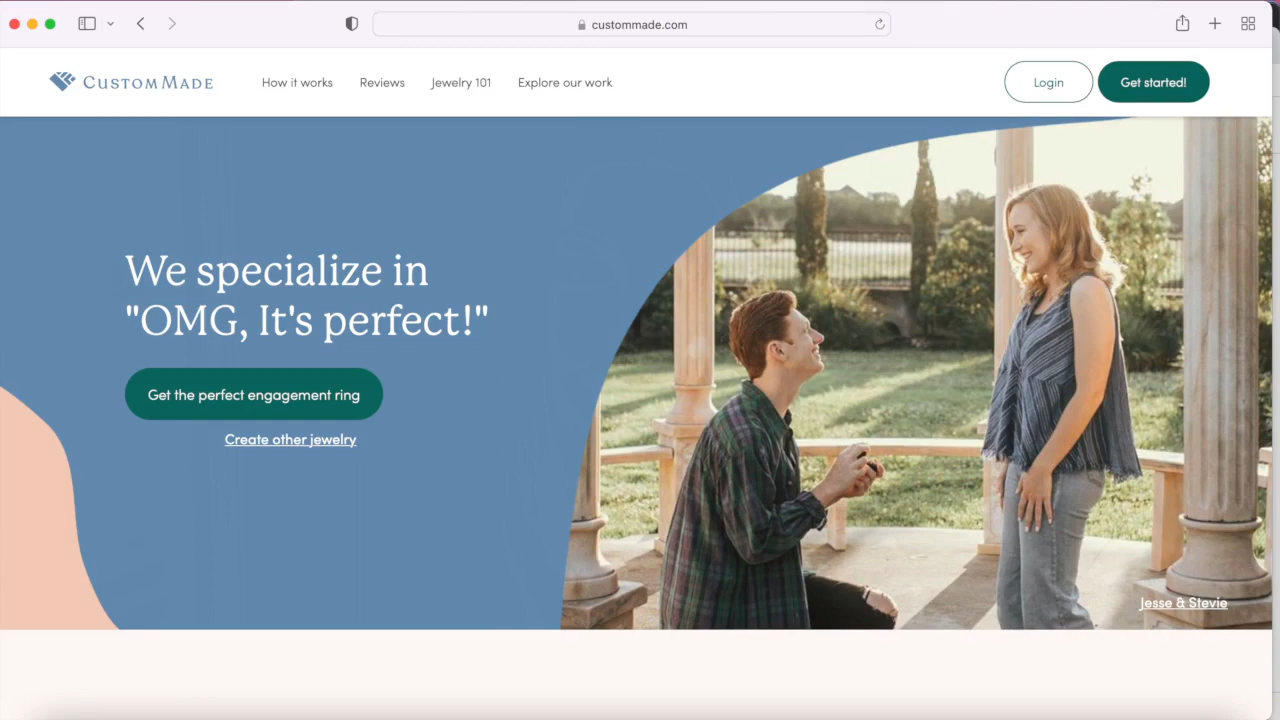 custommade.com
CUSTOMMADE
How it works
Reviews
Jewelry 101
Explore our work
Login
Get started!
We specialize in
"OMG, It's perfect!"
Get the perfect engagement ring
Create other jewelry
Jesse & Stevie